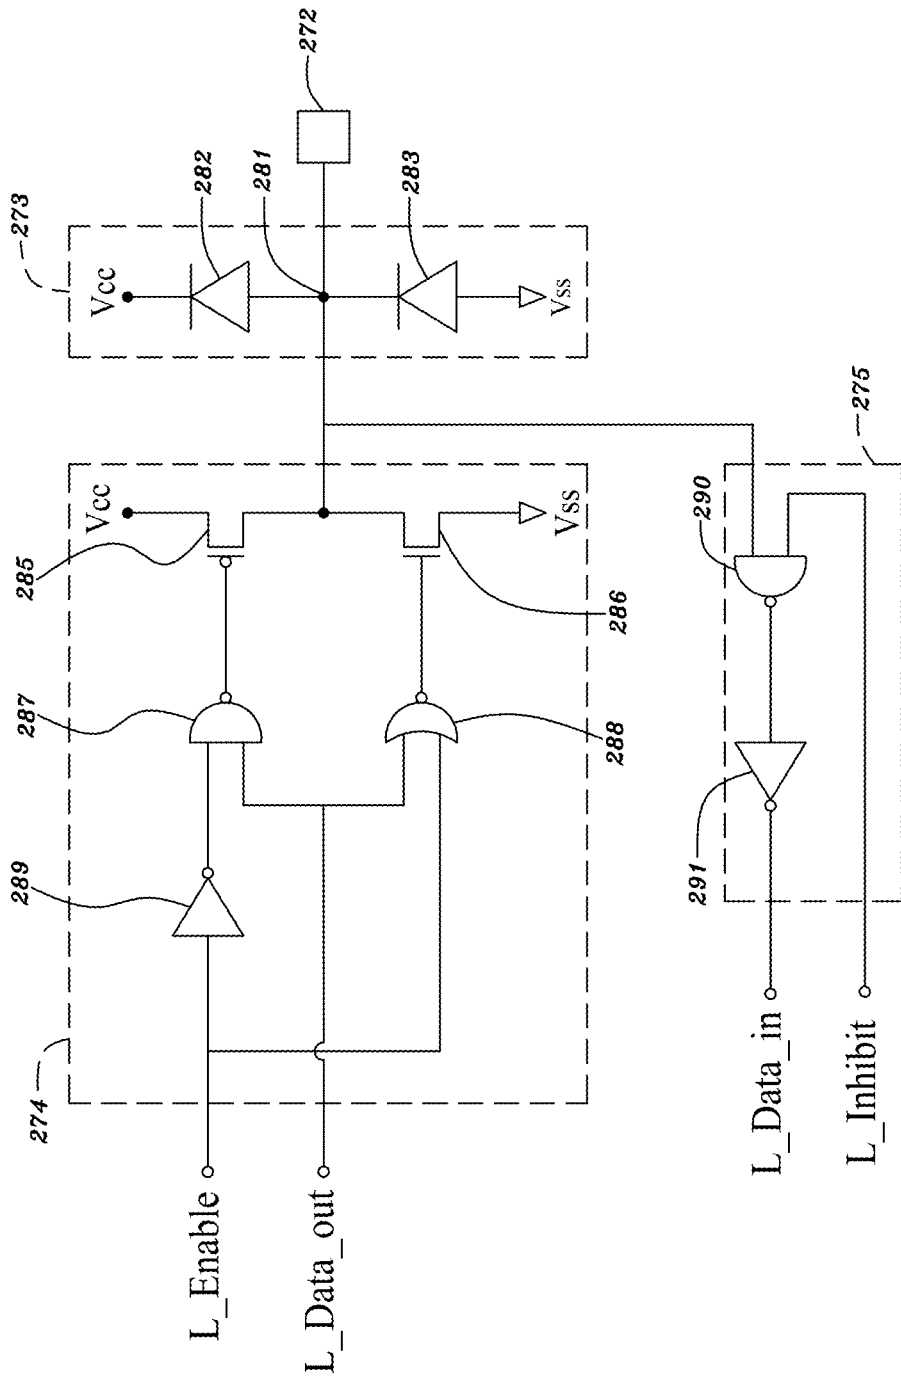 273
Vcc
282
281
272
283
Vss
274
Vcc
285
286
Vss
287
288
289
L_Enable
L_Data_out
275
290
291
L_Data_in
L_Inhibit